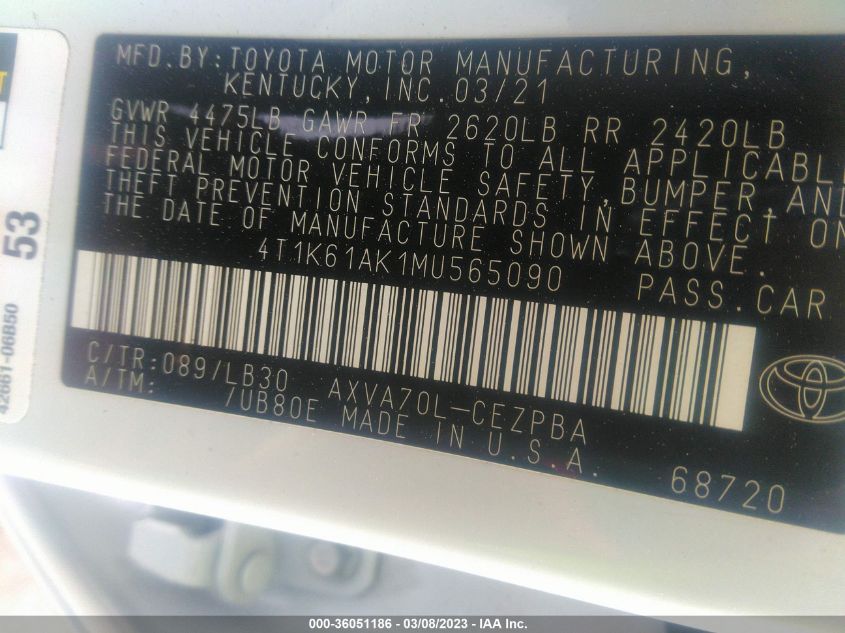 MFD. BY: TOYOTA MOTOR MANUFACTURING,
KENTUCKY, INC. 03/21
GVWR 4475LB GAWR FR 2620LB RR 2420LB
THIS VEHICLE CONFORMS TO ALL APPLICABLE
FEDERAL MOTOR VEHICLE SAFETY, BUMPER, AND
THEFT PREVENTION STANDARDS IN EFFECT ON
THE DATE OF MANUFACTURE SHOWN ABOVE.
4T1K61AK1MU565090 PASS. CAR
C/TR: 089/LB30 AXVA70L-CEZPBA
A/TM: /UB80E MADE IN U.S.A.
68720
53
42661-06B50
000-36051186 - 03/08/2023 - IAA Inc.